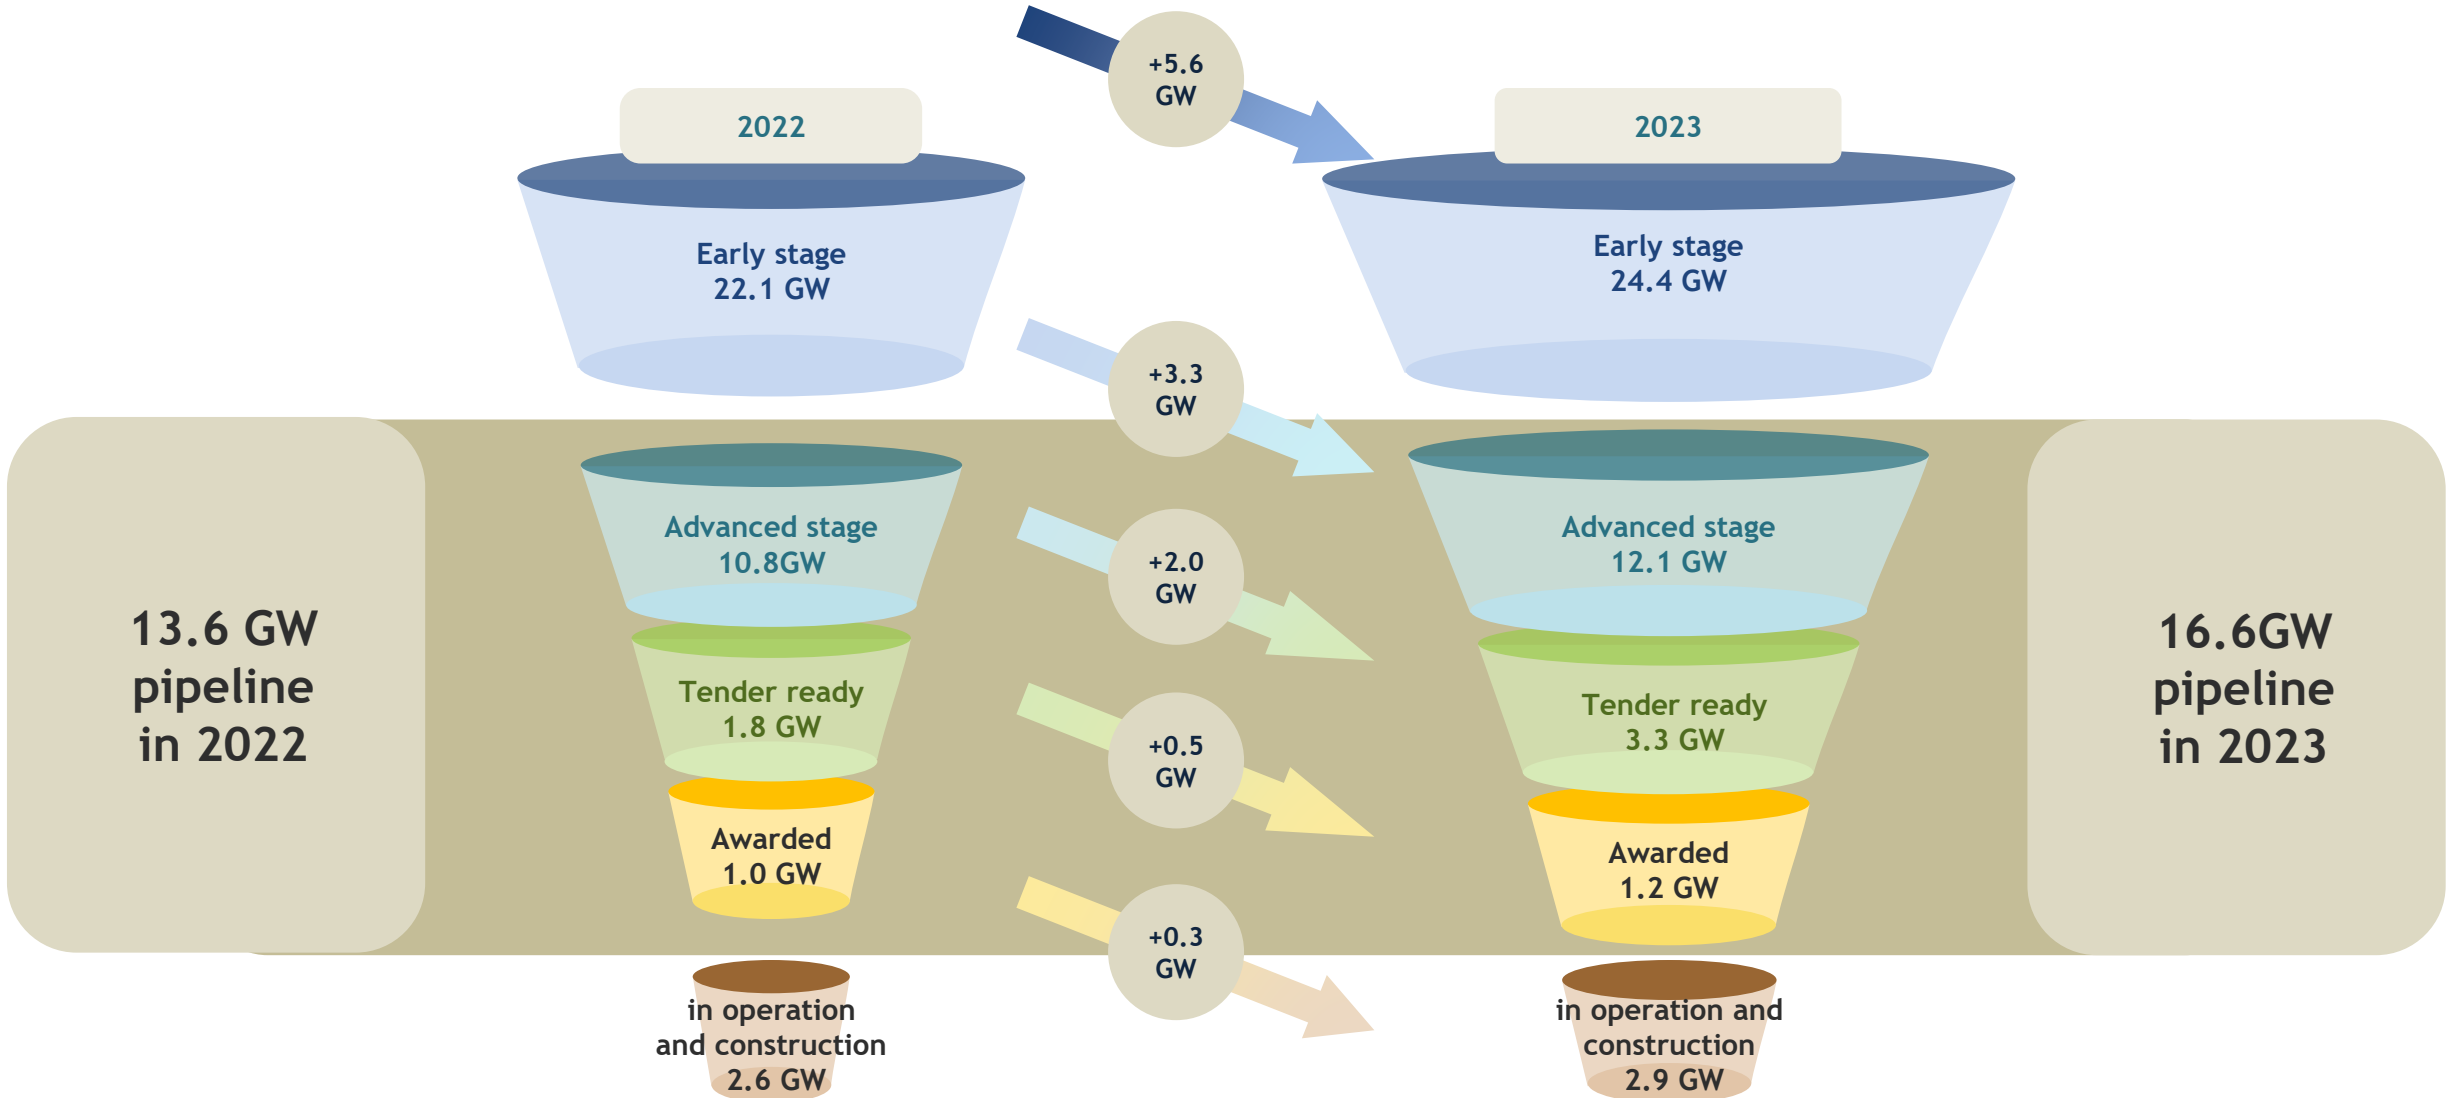 +5.6
GW
2022
2023
Early stage
22.1 GW
Early stage
24.4 GW
+3.3
GW
13.6 GW
pipeline
in 2022
Advanced stage
10.8GW
+2.0
GW
Advanced stage
12.1 GW
16.6GW
pipeline
in 2023
Tender ready
1.8 GW
+0.5
GW
Tender ready
3.3 GW
Awarded
1.0 GW
+0.3
GW
Awarded
1.2 GW
in operation
and construction
2.6 GW
in operation and
construction
2.9 GW